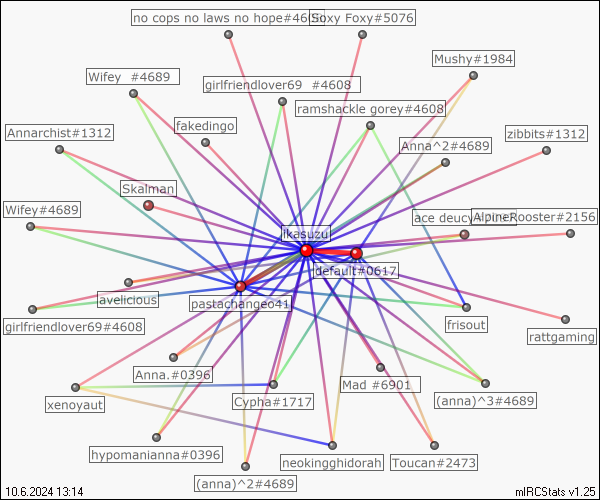 no cops no laws no hope#4608
Soxy Foxy#5076
Mushy#1984
Wifey #4689
girlfriendlover69 #4608
ramshackle gorey#4608
Annarchist#1312
fakedingo
Anna^2#4689
zibbits#1312
Skalman
Wifey#4689
ace deucy
AlpineRooster#2156
ikasuzu
default#0617
avelicious
pastachangeo41
girlfriendlover69#4608
frisout
rattgaming
Anna.#0396
Mad #6901
xenoyaut
Cypha#1717
(anna)^3#4689
hypomanianna#0396
neokingghidorah
Toucan#2473
(anna)^2#4689
10.6.2024 13:14
mIRCStats v1.25